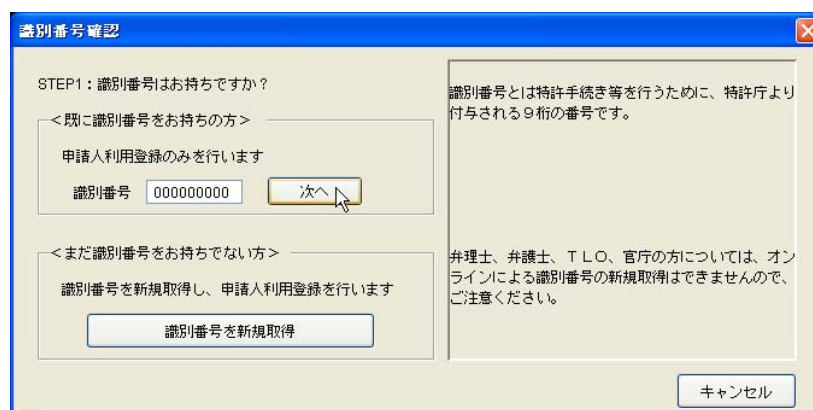 識別番号確認
STEP1：識別番号はお持ちですか？
＜既に識別番号をお持ちの方＞
申請人利用登録のみを行います
識別番号 000000000 次へ
＜まだ識別番号をお持ちでない方＞
識別番号を新規取得し、申請人利用登録を行います
識別番号を新規取得
識別番号とは特許手続き等を行うために、特許庁より
付与される９桁の番号です。
弁理士、弁護士、ＴＬＯ、官庁の方については、オン
ラインによる識別番号の新規取得はできませんので、
ご注意ください。
キャンセル